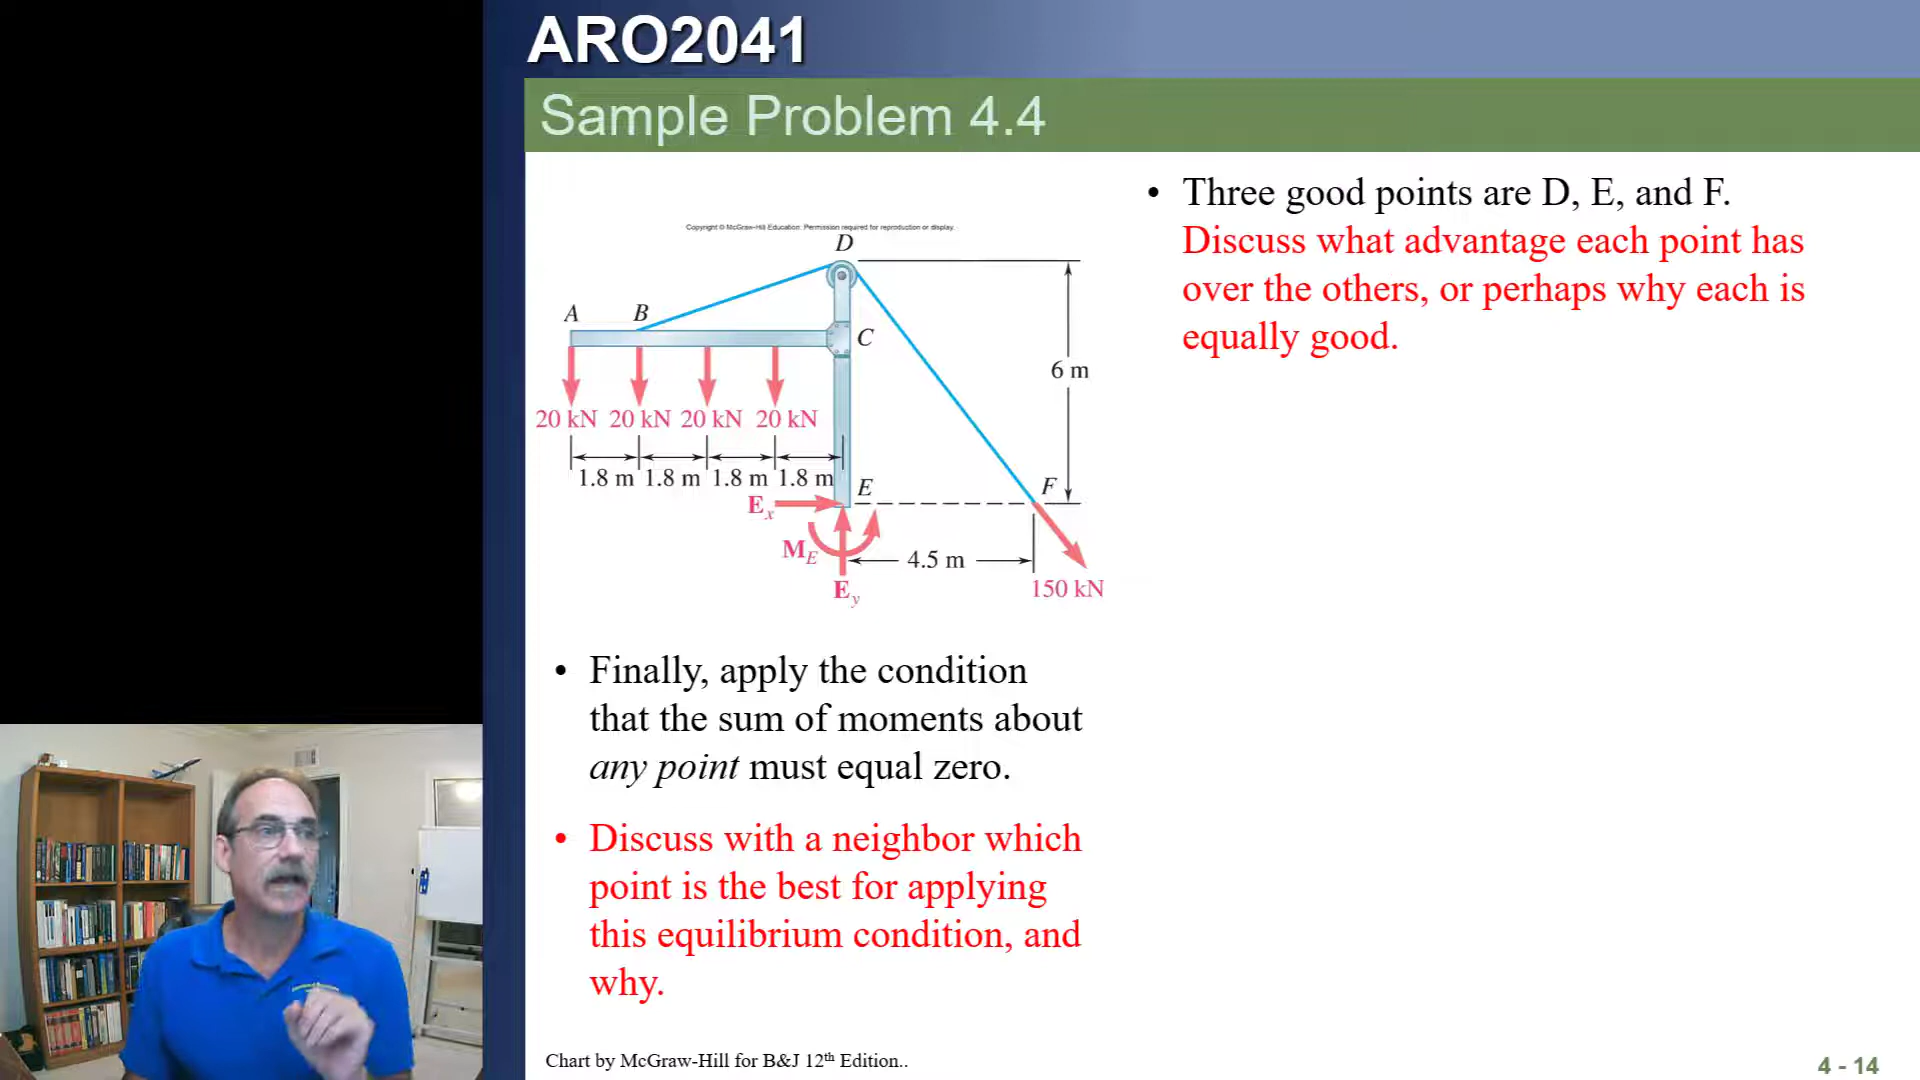 ARO2041
Sample Problem 4.4
Copyright © McGraw-Hill Education. Permission required for reproduction or display.
D
A
B
C
6 m
20 kN 20 kN 20 kN 20 kN
1.8 m 1.8 m 1.8 m 1.8 m
E
F
Ex
ME
4.5 m
Ey
150 kN
• Finally, apply the condition
that the sum of moments about
any point must equal zero.
• Discuss with a neighbor which
point is the best for applying
this equilibrium condition, and
why.
• Three good points are D, E, and F.
Discuss what advantage each point has
over the others, or perhaps why each is
equally good.
Chart by McGraw-Hill for B&J 12th Edition..
4 - 14